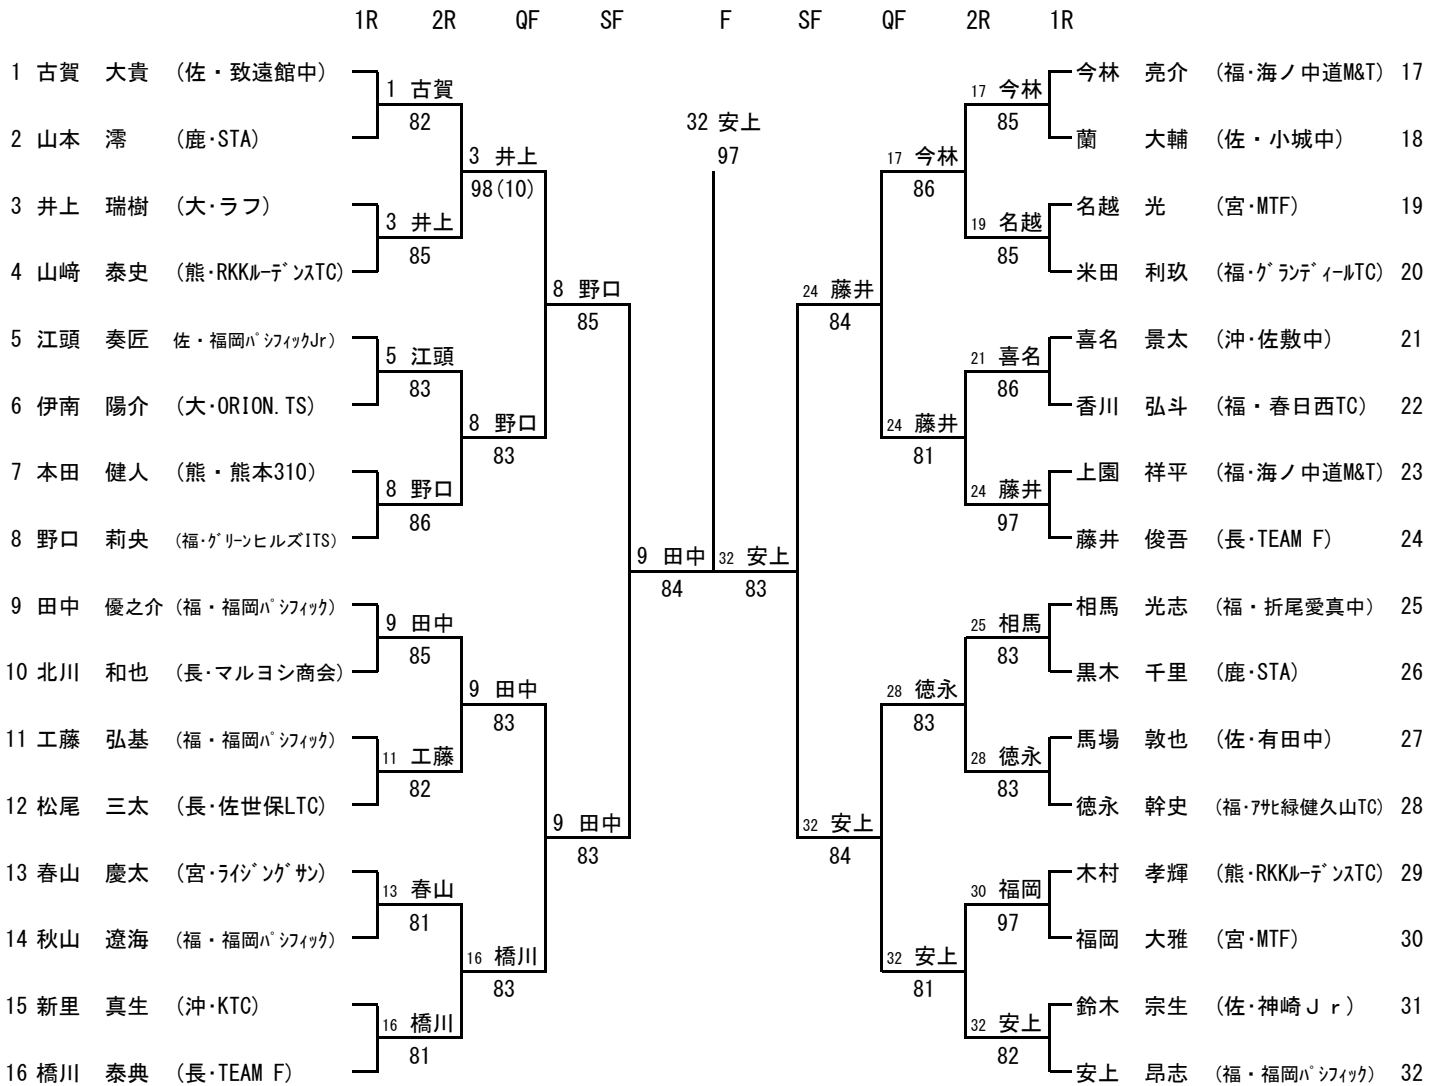 1R 2R QF SF F SF QF 2R 1R
1 古賀 大貴 (佐・致遠館中)
1 古賀
82
2 山本 澪 (鹿・STA)
3 井上
98(10)
3 井上 瑞樹 (大・ラフ)
3 井上
85
4 山﨑 泰史 (熊・RKKルーデンスTC)
8 野口
85
5 江頭 奏匠 佐・福岡パシフィックJr)
5 江頭
83
6 伊南 陽介 (大・ORION.TS)
8 野口
83
7 本田 健人 (熊・熊本310)
8 野口
86
8 野口 莉央 (福・グリーンヒルズITS)
9 田中
84
9 田中 優之介 (福・福岡パシフィック)
9 田中
85
10 北川 和也 (長・マルヨシ商会)
9 田中
83
11 工藤 弘基 (福・福岡パシフィック)
11 工藤
82
12 松尾 三太 (長・佐世保LTC)
9 田中
83
13 春山 慶太 (宮・ライジングサン)
13 春山
81
14 秋山 遼海 (福・福岡パシフィック)
16 橋川
83
15 新里 真生 (沖・KTC)
16 橋川
81
16 橋川 泰典 (長・TEAM F)
32 安上
97
今林 亮介 (福・海ノ中道M&T) 17
17 今林
85
蘭 大輔 (佐・小城中) 18
17 今林
86
名越 光 (宮・MTF) 19
19 名越
85
米田 利玖 (福・グランディールTC) 20
24 藤井
84
喜名 景太 (沖・佐敷中) 21
21 喜名
86
香川 弘斗 (福・春日西TC) 22
24 藤井
81
上園 祥平 (福・海ノ中道M&T) 23
24 藤井
97
藤井 俊吾 (長・TEAM F) 24
32 安上
83
相馬 光志 (福・折尾愛真中) 25
25 相馬
83
黒木 千里 (鹿・STA) 26
28 徳永
83
馬場 敦也 (佐・有田中) 27
28 徳永
83
徳永 幹史 (福・アサヒ緑健久山TC) 28
32 安上
84
木村 孝輝 (熊・RKKルーデンスTC) 29
30 福岡
97
福岡 大雅 (宮・MTF) 30
32 安上
81
鈴木 宗生 (佐・神崎Ｊｒ) 31
32 安上
82
安上 昂志 (福・福岡パシフィック) 32